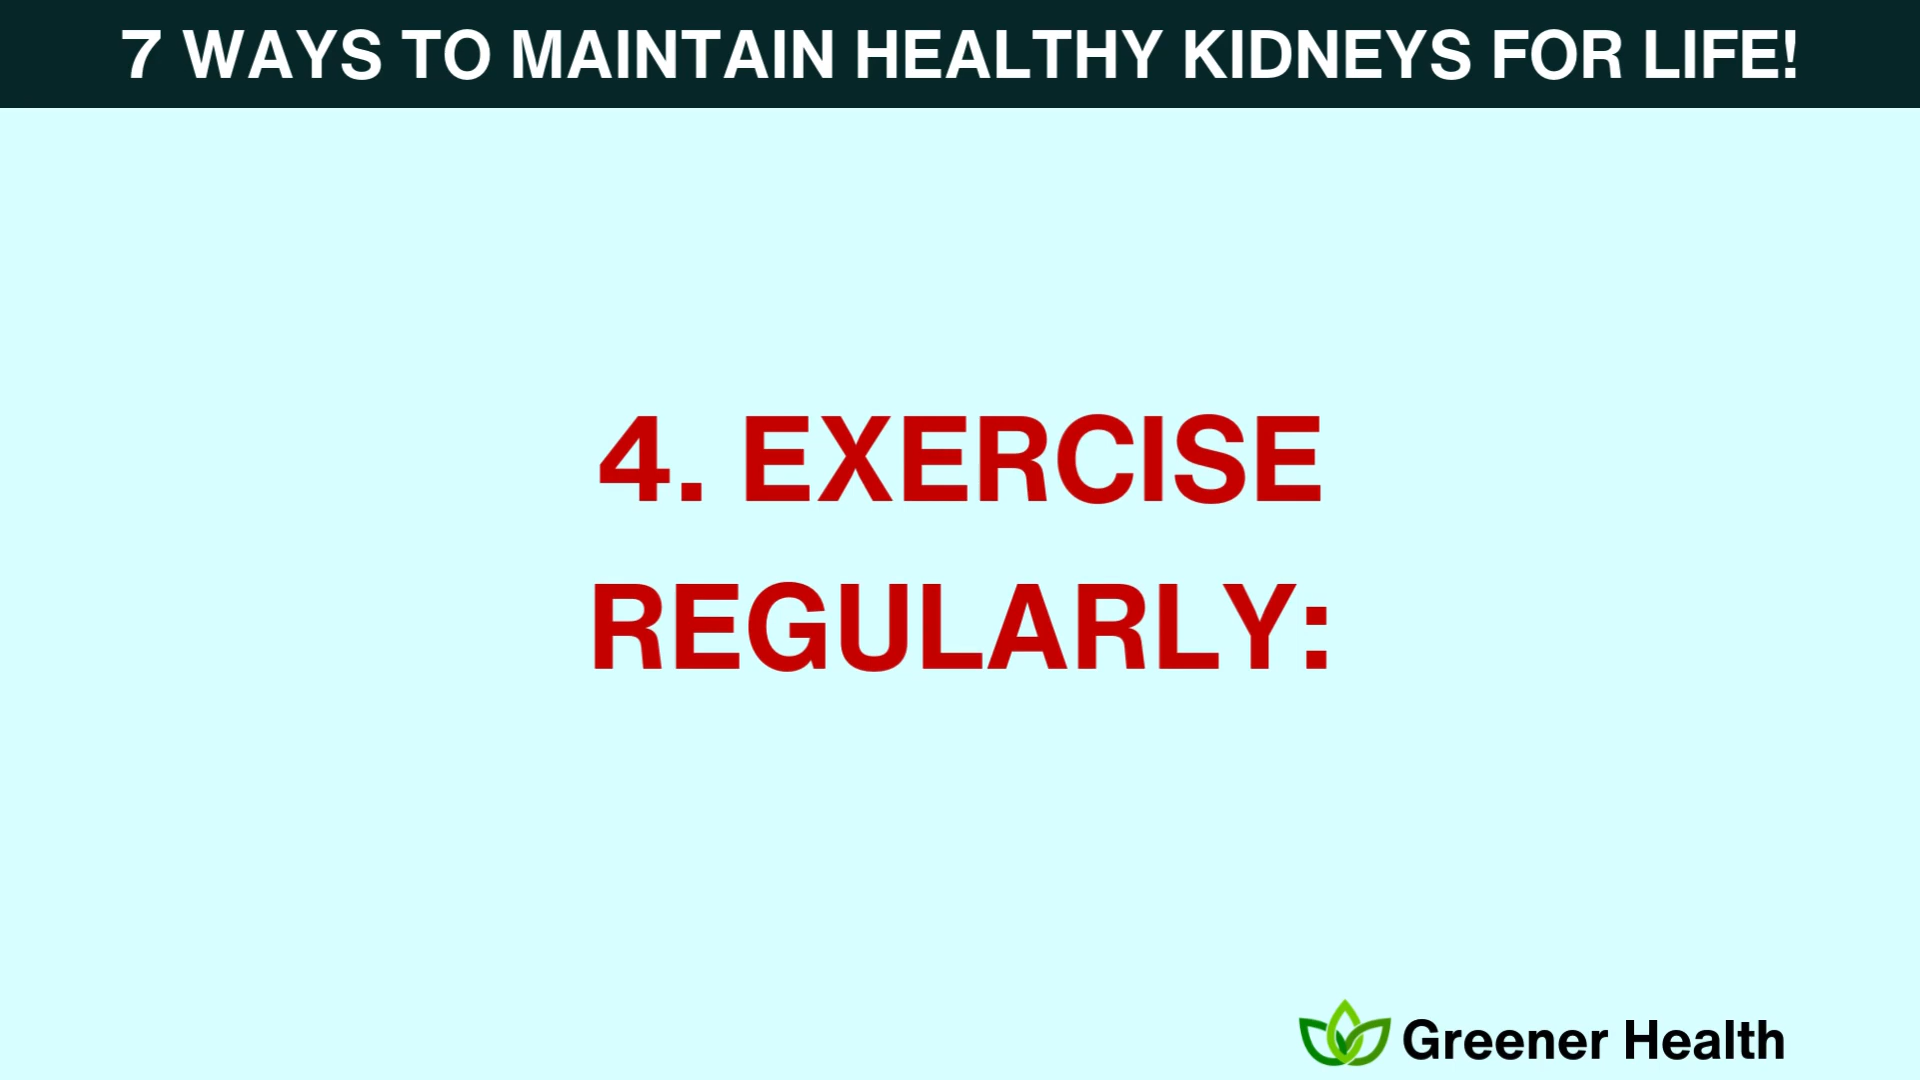 7 WAYS TO MAINTAIN HEALTHY KIDNEYS FOR LIFE!
4. EXERCISE
REGULARLY:
Greener Health